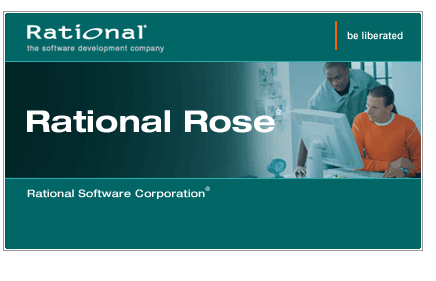 Rational®
the software development company
be liberated
Rational Rose®
Rational Software Corporation®